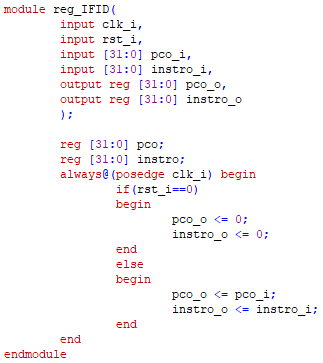 module reg_IFID(
input clk_i,
input rst_i,
input [31:0] pco_i,
input [31:0] instro_i,
output reg [31:0] pco_o,
output reg [31:0] instro_o
);
reg [31:0] pco;
reg [31:0] instro;
always@(posedge clk_i) begin
if(rst_i==0)
begin
pco_o <= 0;
instro_o <= 0;
end
else
begin
pco_o <= pco_i;
instro_o <= instro_i;
end
end
endmodule